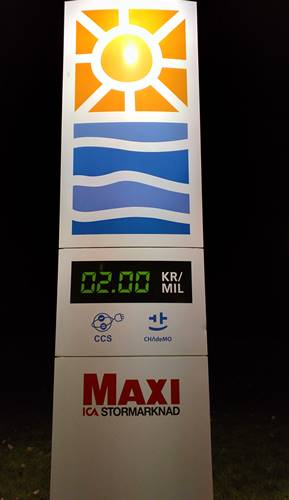 02.00 KR/
MIL
CCS
CHAdeMO
MAXI
ICA STORMARKNAD